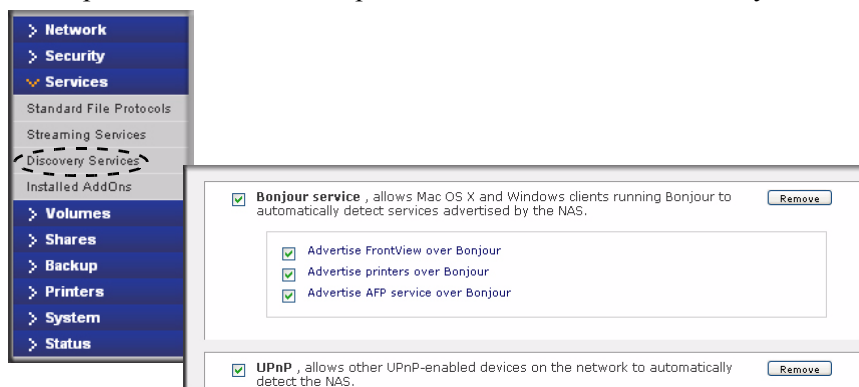 > Network
> Security
Services
Standard File Protocols
Streaming Services
Discovery Services
Installed AddOns
> Volumes
> Shares
> Backup
> Printers
> System
> Status
Bonjour service , allows Mac OS X and Windows clients running Bonjour to
automatically detect services advertised by the NAS.
Remove
Advertise FrontView over Bonjour
Advertise printers over Bonjour
Advertise AFP service over Bonjour
UPnP , allows other UPnP-enabled devices on the network to automatically
detect the NAS.
Remove